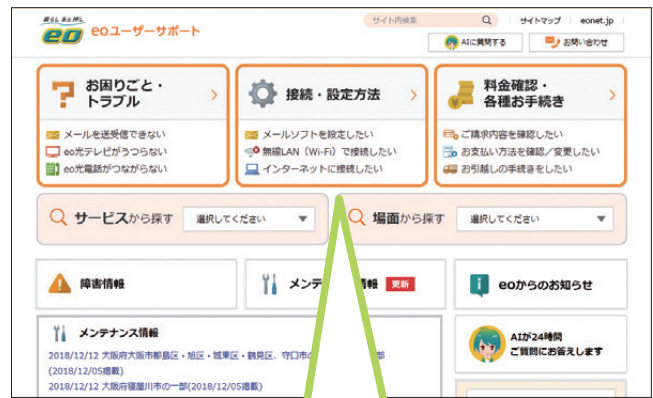 暮らし まるごと
eo
eoユーザーサポート
サイト内検索
サイトマップ
eonet.jp
AIに質問する
お問い合わせ
お困りごと・
トラブル
メールを送受信できない
eo光テレビがうつらない
eo光電話がつながらない
接続・設定方法
メールソフトを設定したい
無線LAN（Wi-Fi）で接続したい
インターネットに接続したい
料金確認・
各種お手続き
ご請求内容を確認したい
お支払い方法を確認／変更したい
お引越しの手続きをしたい
サービスから探す
選択してください
場面から探す
選択してください
障害情報
メンテ
情報
更新
eoからのお知らせ
メンテナンス情報
2018/12/12 大阪府大阪市都島区・旭区・城東区・鶴見区、守口市の
部
(2018/12/05掲載)
2018/12/12 大阪府寝屋川市の一部(2018/12/05掲載)
AIが24時間
ご質問にお答えします